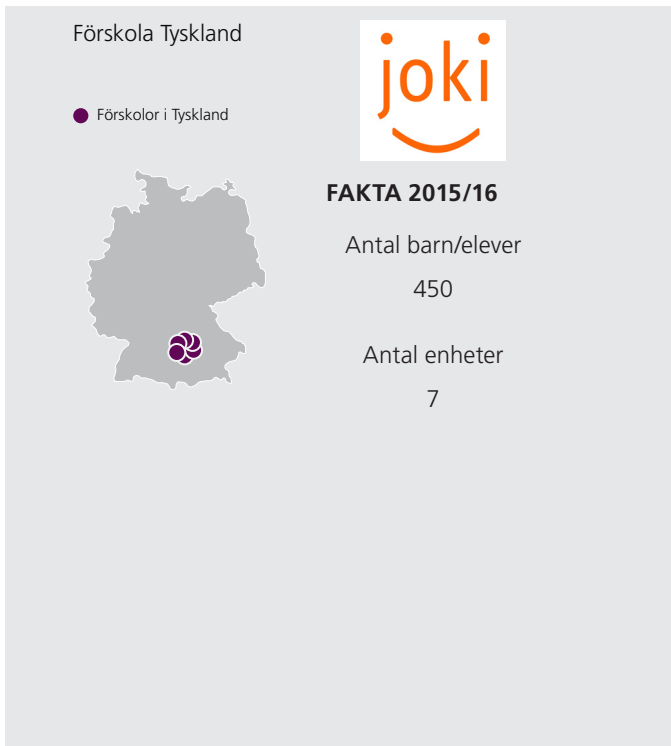 Förskola Tyskland
Förskolor i Tyskland
joki
FAKTA 2015/16
Antal barn/elever
450
Antal enheter
7